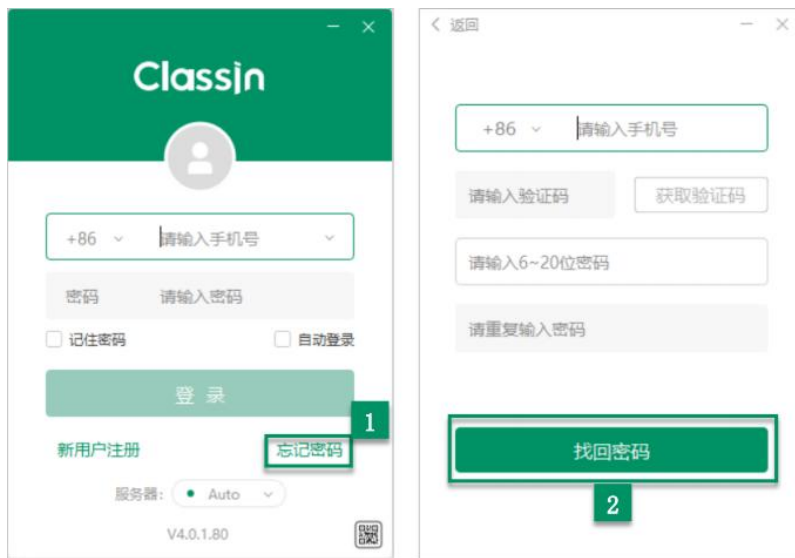 ClassIn
+86 请输入手机号
密码 请输入密码
记住密码 自动登录
登 录
1
新用户注册 忘记密码
服务器: Auto
V4.0.1.80
返回
+86 请输入手机号
请输入验证码 获取验证码
请输入6~20位密码
请重复输入密码
找回密码
2